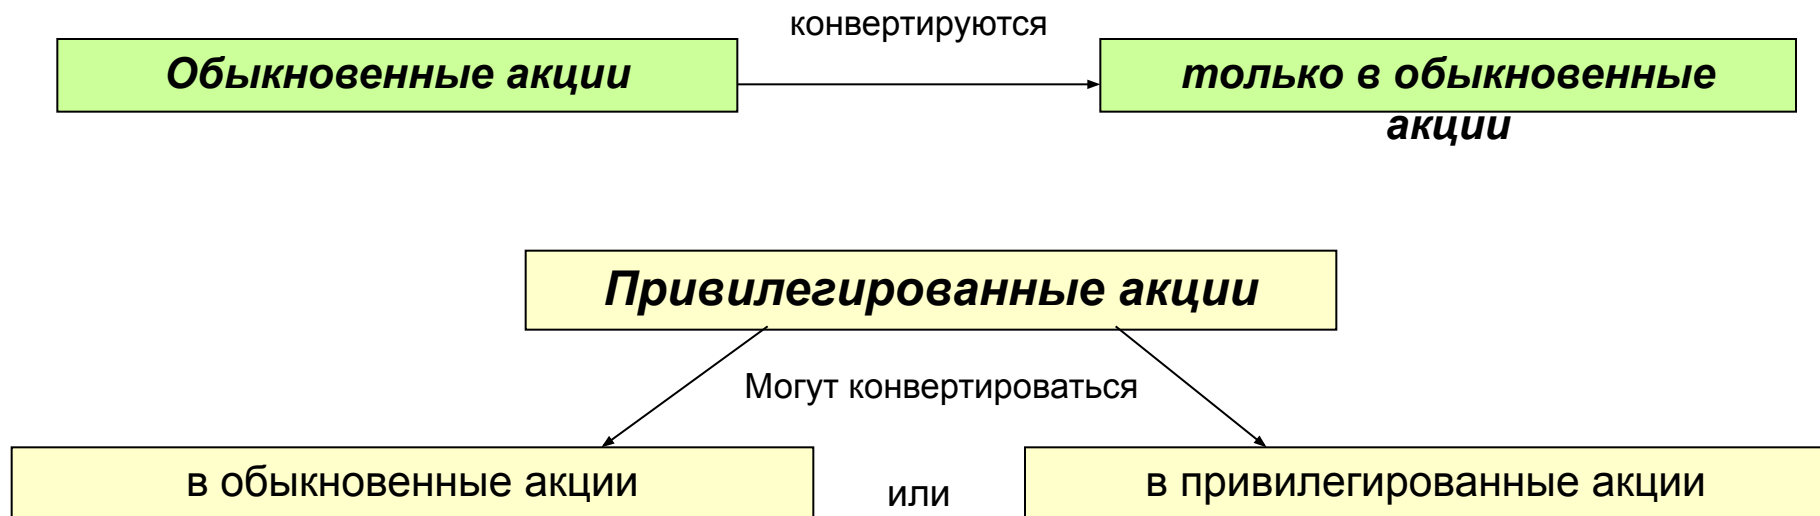 конвертируются
Обыкновенные акции
только в обыкновенные
акции
Привилегированные акции
Могут конвертироваться
в обыкновенные акции
или
в привилегированные акции